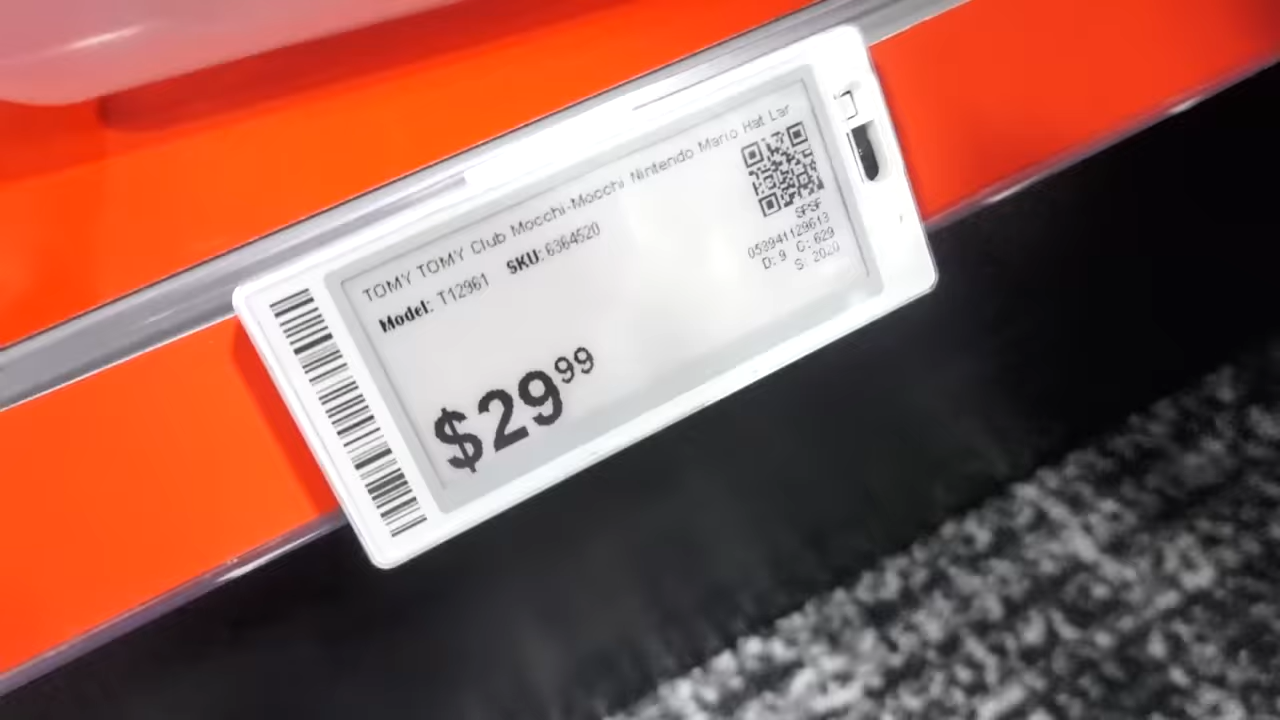 TOMY TOMY Club Mocchi-Mocchi Nintendo Mario Hat Lar
Model: T12961 SKU: 6364520
$29.99
SFSF
053941129613
D: 9 C: 629
S: 2020